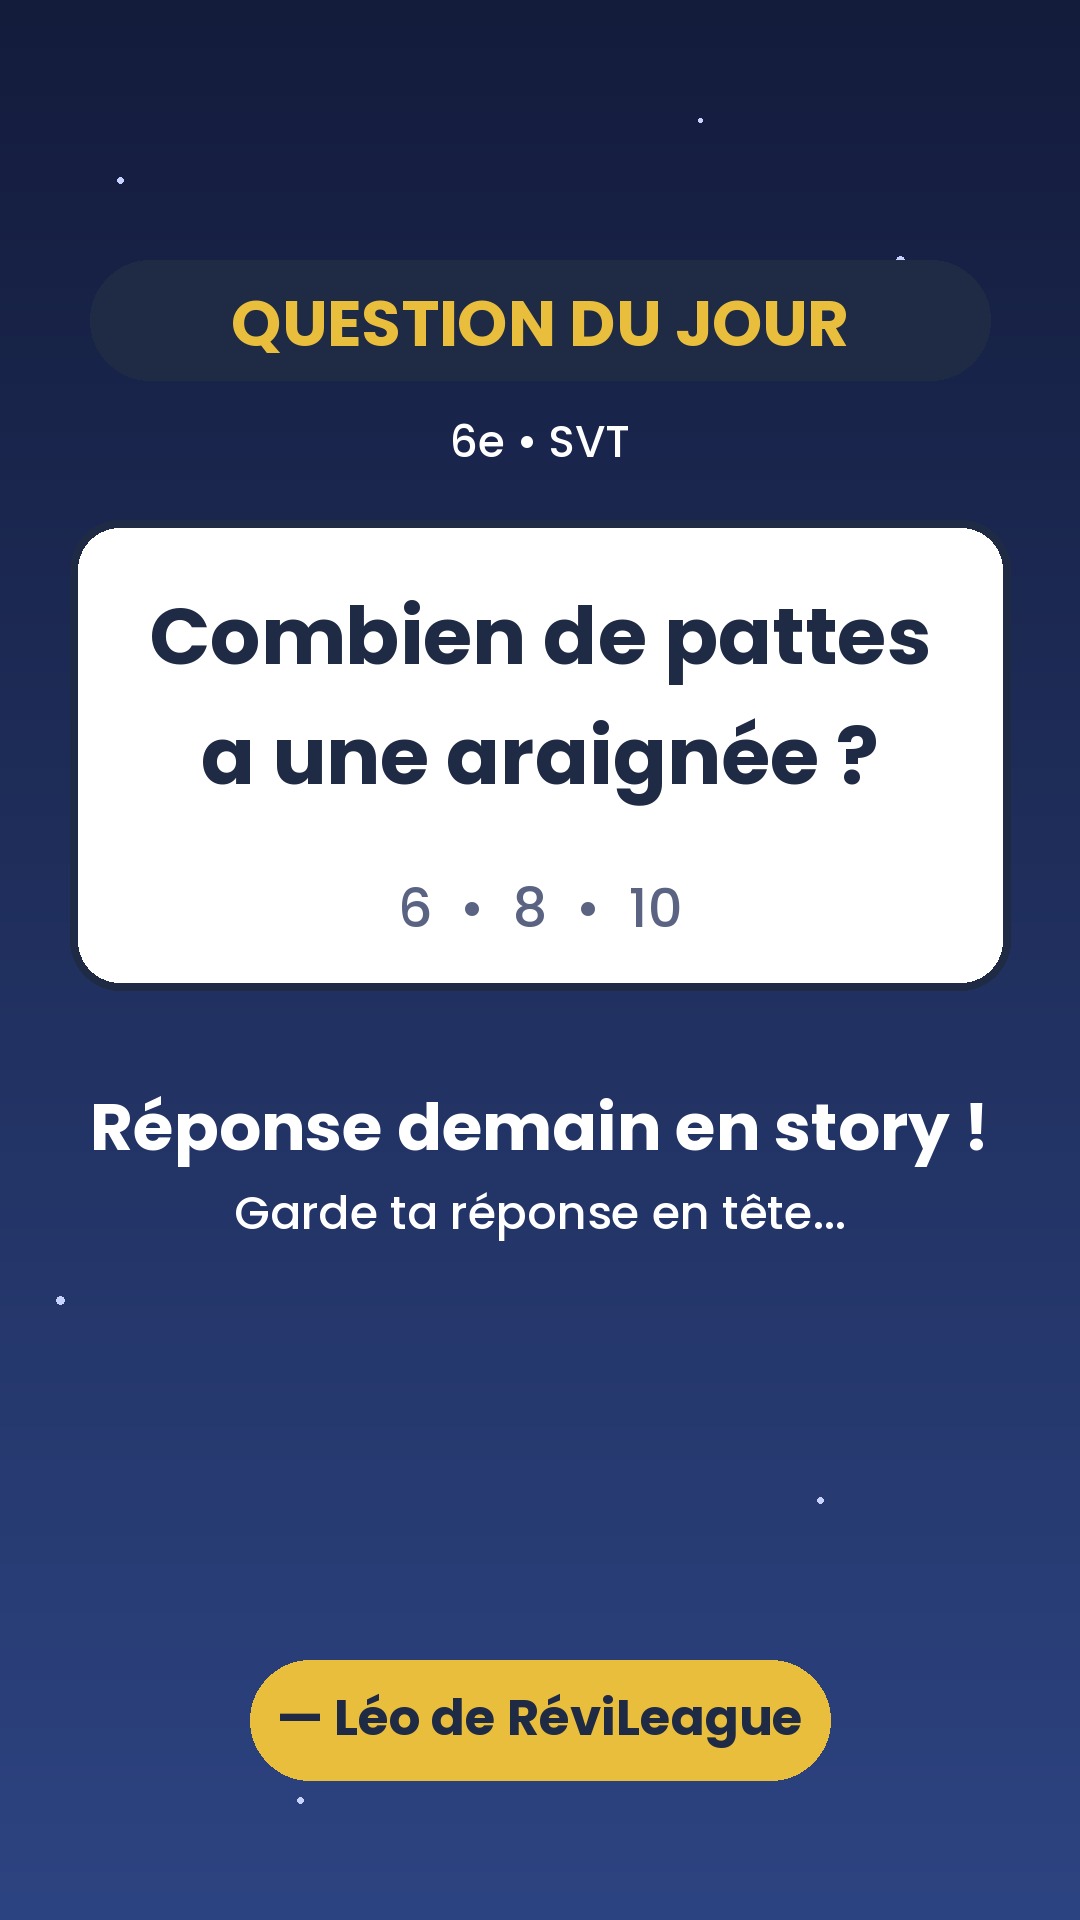 QUESTION DU JOUR
6e • SVT
Combien de pattes
a une araignée ?
6 • 8 • 10
Réponse demain en story !
Garde ta réponse en tête...
— Léo de RéviLeague